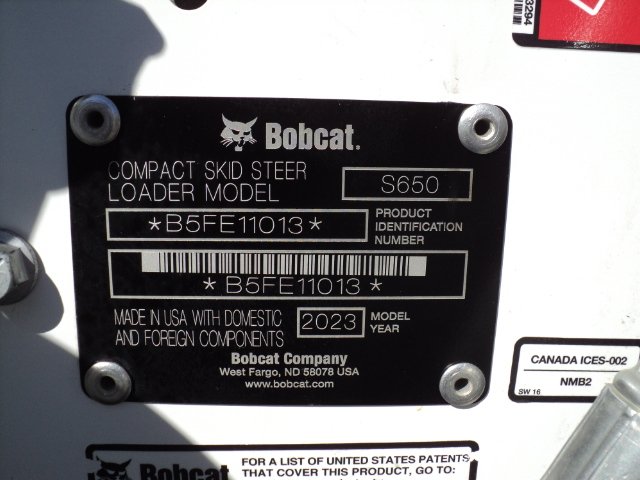 3294
Bobcat.
COMPACT SKID STEER
LOADER MODEL
S650
*B5FE11013*
PRODUCT
IDENTIFICATION
NUMBER
*B5FE11013*
MADE IN USA WITH DOMESTIC
AND FOREIGN COMPONENTS
2023
MODEL
YEAR
Bobcat Company
West Fargo, ND 58078 USA
www.bobcat.com
CANADA ICES-002
NMB2
SW 16
Bobcat
FOR A LIST OF UNITED STATES PATENTS
THAT COVER THIS PRODUCT, GO TO: